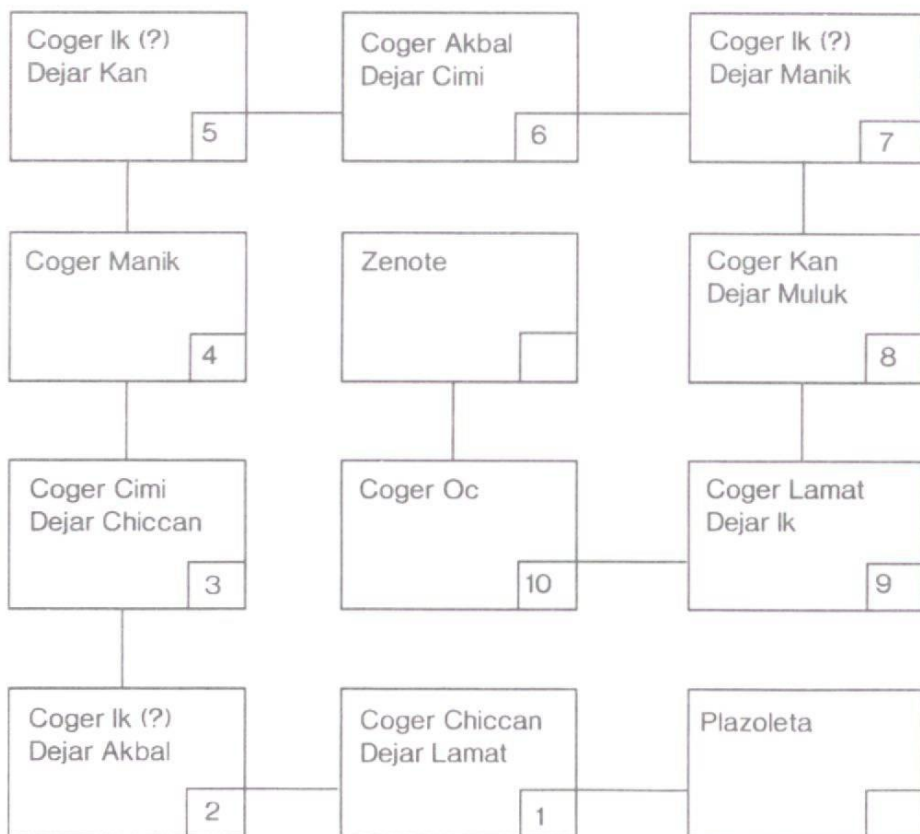 Coger Ik (?)
Dejar Kan
5
Coger Akbal
Dejar Cimi
6
Coger Ik (?)
Dejar Manik
7
Coger Manik
4
Zenote
Coger Kan
Dejar Muluk
8
Coger Cimi
Dejar Chiccan
3
Coger Oc
10
Coger Lamat
Dejar Ik
9
Coger Ik (?)
Dejar Akbal
2
Coger Chiccan
Dejar Lamat
1
Plazoleta